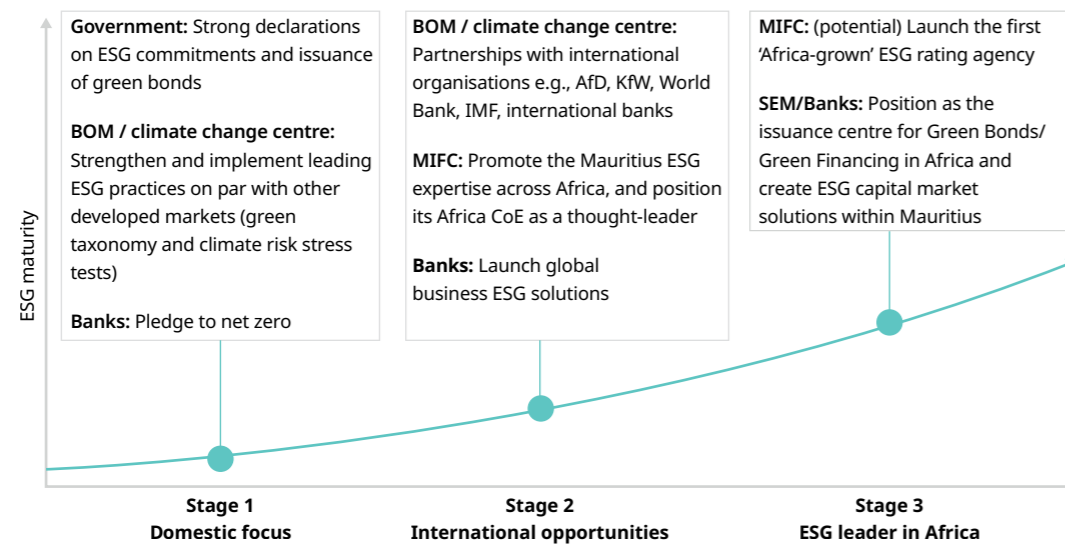 ESG maturity
Government: Strong declarations
on ESG commitments and issuance
of green bonds
BOM / climate change centre:
Strengthen and implement leading
ESG practices on par with other
developed markets (green
taxonomy and climate risk stress
tests)
Banks: Pledge to net zero
BOM / climate change centre:
Partnerships with international
organisations e.g., AfD, KfW, World
Bank, IMF, international banks
MIFC: Promote the Mauritius ESG
expertise across Africa, and position
its Africa CoE as a thought-leader
Banks: Launch global
business ESG solutions
MIFC: (potential) Launch the first
‘Africa-grown’ ESG rating agency
SEM/Banks: Position as the
issuance centre for Green Bonds/
Green Financing in Africa and
create ESG capital market
solutions within Mauritius
Stage 1
Domestic focus
Stage 2
International opportunities
Stage 3
ESG leader in Africa